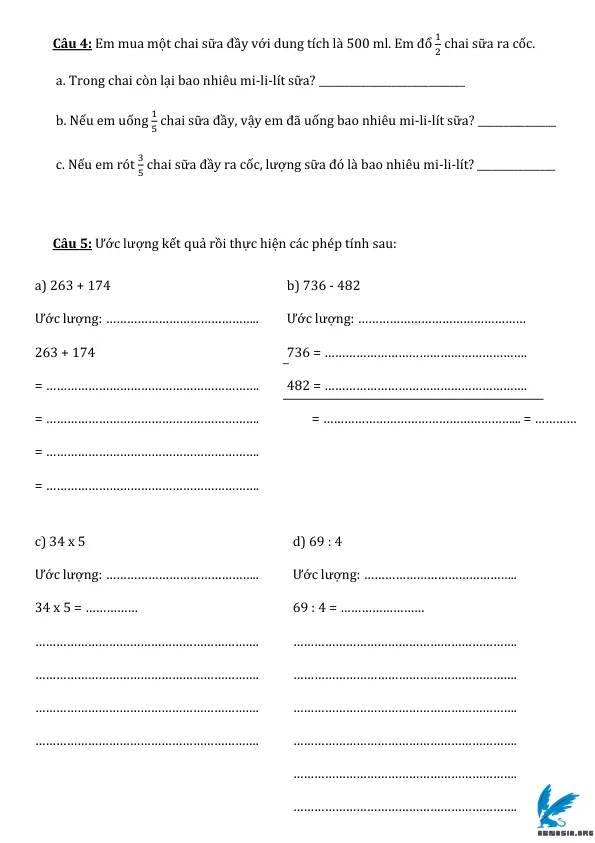 Câu 4: Em mua một chai sữa đầy với dung tích là 500 ml. Em đổ 1/2 chai sữa ra cốc.
a. Trong chai còn lại bao nhiêu mi-li-lít sữa? ____________________________
b. Nếu em uống 1/5 chai sữa đầy, vậy em đã uống bao nhiêu mi-li-lít sữa? _______________
c. Nếu em rót 3/5 chai sữa đầy ra cốc, lượng sữa đó là bao nhiêu mi-li-lít? _______________
Câu 5: Ước lượng kết quả rồi thực hiện các phép tính sau:
a) 263 + 174
Ước lượng: ……………………………………..
263 + 174
= …………………………………………………….
= …………………………………………………….
= …………………………………………………….
= …………………………………………………….
b) 736 - 482
Ước lượng: …………………………………………
736 = ………………………………………………….
_
482 = ………………………………………………….
= ………………………………………………... = …………
c) 34 x 5
Ước lượng: ……………………………………..
34 x 5 = ……………
……………………………………………………….
……………………………………………………….
……………………………………………………….
……………………………………………………….
d) 69 : 4
Ước lượng: ……………………………………..
69 : 4 = ……………………
……………………………………………………….
……………………………………………………….
……………………………………………………….
……………………………………………………….
……………………………………………………….
……………………………………………………….
ABNASIA.ORG